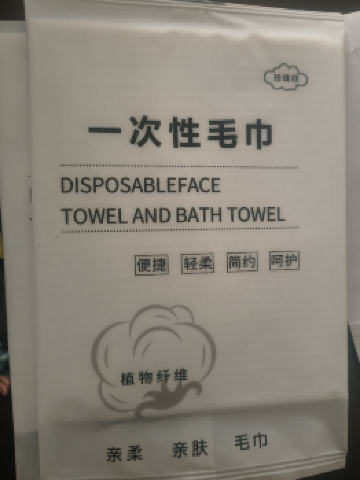 珍珠纹
一次性毛巾
DISPOSABLEFACE
TOWEL AND BATH TOWEL
便捷 轻柔 简约 呵护
植物纤维
亲柔 亲肤 毛巾